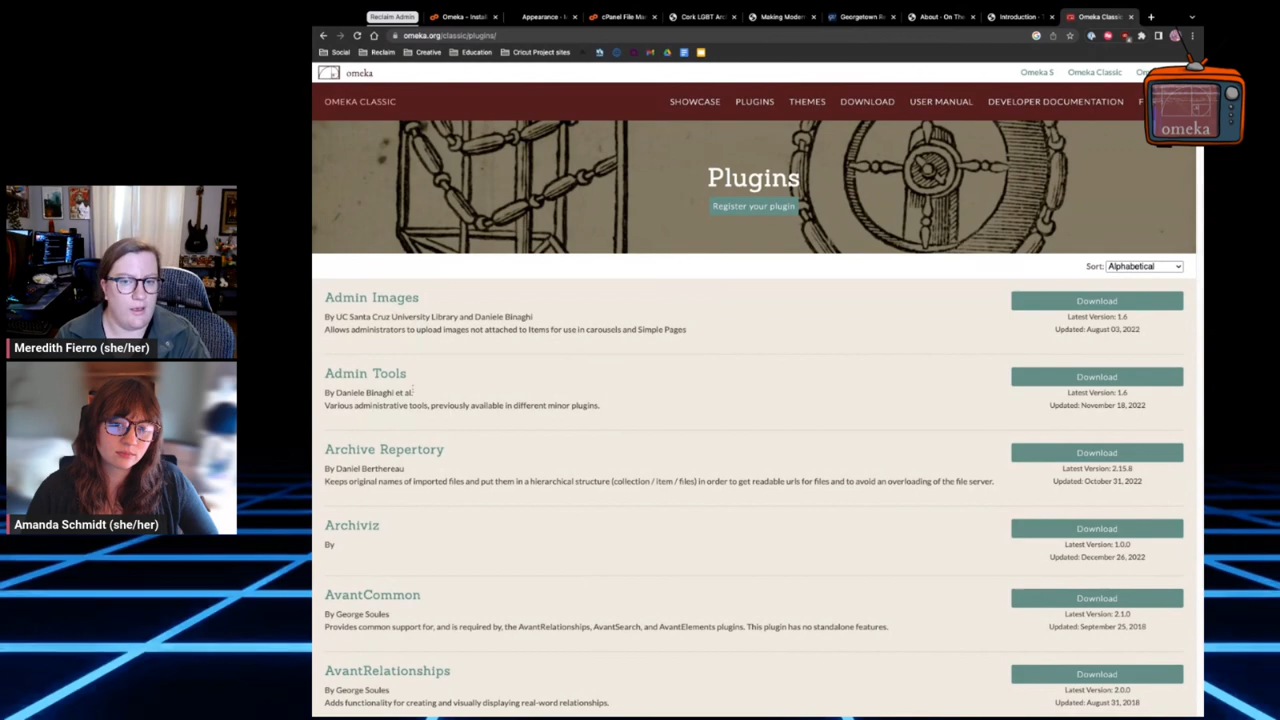 Reclaim Admin
Omeka - Install
Appearance -
cPanel File Ma
Cork LGBT Arc
Making Moder
Georgetown R
About - On The
Introduction -
Omeka Classic
omeka.org/classic/plugins/
Social
Reclaim
Creative
Education
Cricut Project sites
omeka
Omeka S
Omeka Classic
OMEKA CLASSIC
SHOWCASE
PLUGINS
THEMES
DOWNLOAD
USER MANUAL
DEVELOPER DOCUMENTATION
omeka
Plugins
Register your plugin
Sort: Alphabetical
Admin Images
Download
By UC Santa Cruz University Library and Daniele Binaghi
Latest Version: 1.6
Allows administrators to upload images not attached to Items for use in carousels and Simple Pages
Updated: August 03, 2022
Meredith Fierro (she/her)
Admin Tools
Download
By Daniele Binaghi et al.
Latest Version: 1.6
Various administrative tools, previously available in different minor plugins.
Updated: November 18, 2022
Archive Repertory
Download
By Daniel Berthereau
Latest Version: 2.15.8
Keeps original names of imported files and put them in a hierarchical structure (collection / item / files) in order to get readable urls for files and to avoid an overloading of the file server.
Updated: October 31, 2022
Amanda Schmidt (she/her)
Archiviz
Download
By
Latest Version: 1.0.0
Updated: December 26, 2022
AvantCommon
Download
By George Soules
Latest Version: 2.1.0
Provides common support for, and is required by, the AvantRelationships, AvantSearch, and AvantElements plugins. This plugin has no standalone features.
Updated: September 25, 2018
AvantRelationships
Download
By George Soules
Latest Version: 2.0.0
Adds functionality for creating and visually displaying real-word relationships.
Updated: August 31, 2018